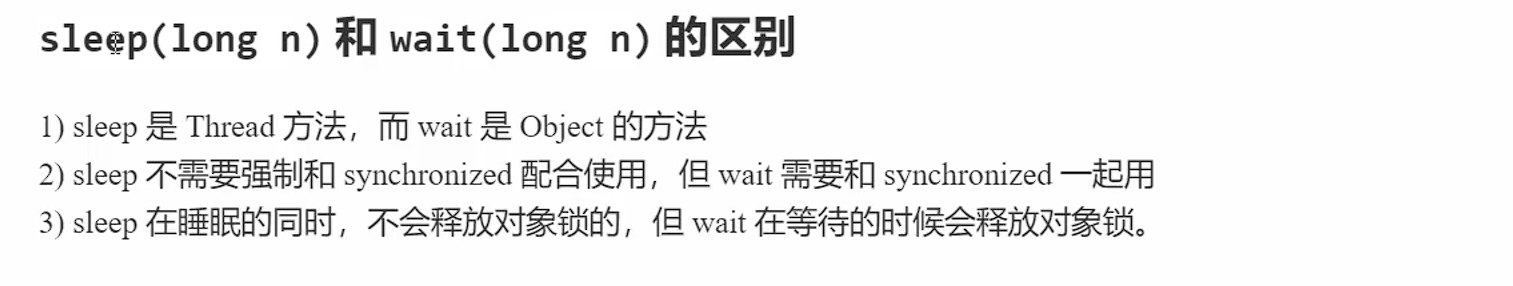 sleep(long n) 和 wait(long n) 的区别
1) sleep 是 Thread 方法，而 wait 是 Object 的方法
2) sleep 不需要强制和 synchronized 配合使用，但 wait 需要和 synchronized 一起用
3) sleep 在睡眠的同时，不会释放对象锁的，但 wait 在等待的时候会释放对象锁。